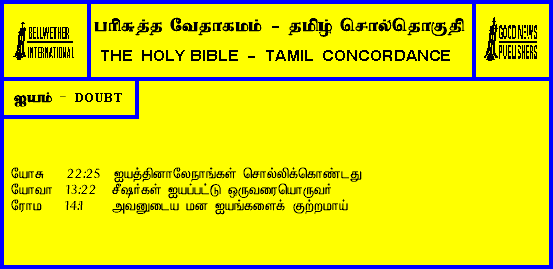 BELLWETHER
INTERNATIONAL
பரிசுத்த வேதாகமம் - தமிழ் சொல்தொகுதி
THE HOLY BIBLE - TAMIL CONCORDANCE
GOOD NEWS
PUBLISHERS
ஐயம் - DOUBT
யோசு 22:25 ஐயத்தினாலேநாங்கள் சொல்லிக்கொண்டது
யோவா 13:22 சீஷர்கள் ஐயப்பட்டு ஒருவரையொருவர்
ரோம 14:1 அவனுடைய மன ஐயங்களைக் குற்றமாய்